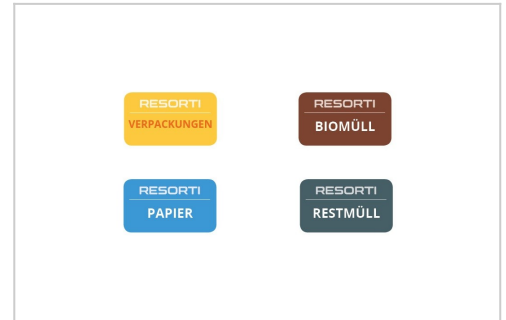 RESORTI
VERPACKUNGEN
RESORTI
BIOMÜLL
RESORTI
PAPIER
RESORTI
RESTMÜLL